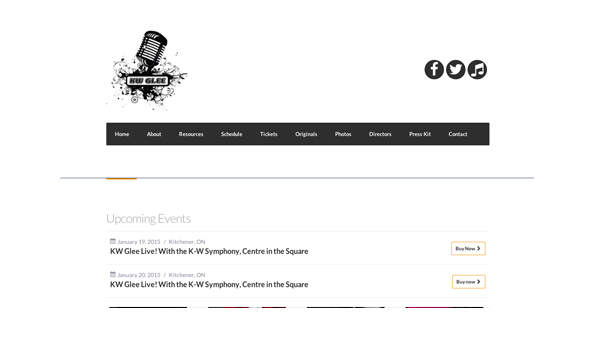 KW GLEE
Home About Resources Schedule Tickets Originals Photos Directors Press Kit Contact
Upcoming Events
January 19, 2015 / Kitchener, ON
KW Glee Live! With the K-W Symphony, Centre in the Square
Buy Now
January 20, 2015 / Kitchener, ON
KW Glee Live! With the K-W Symphony, Centre in the Square
Buy now